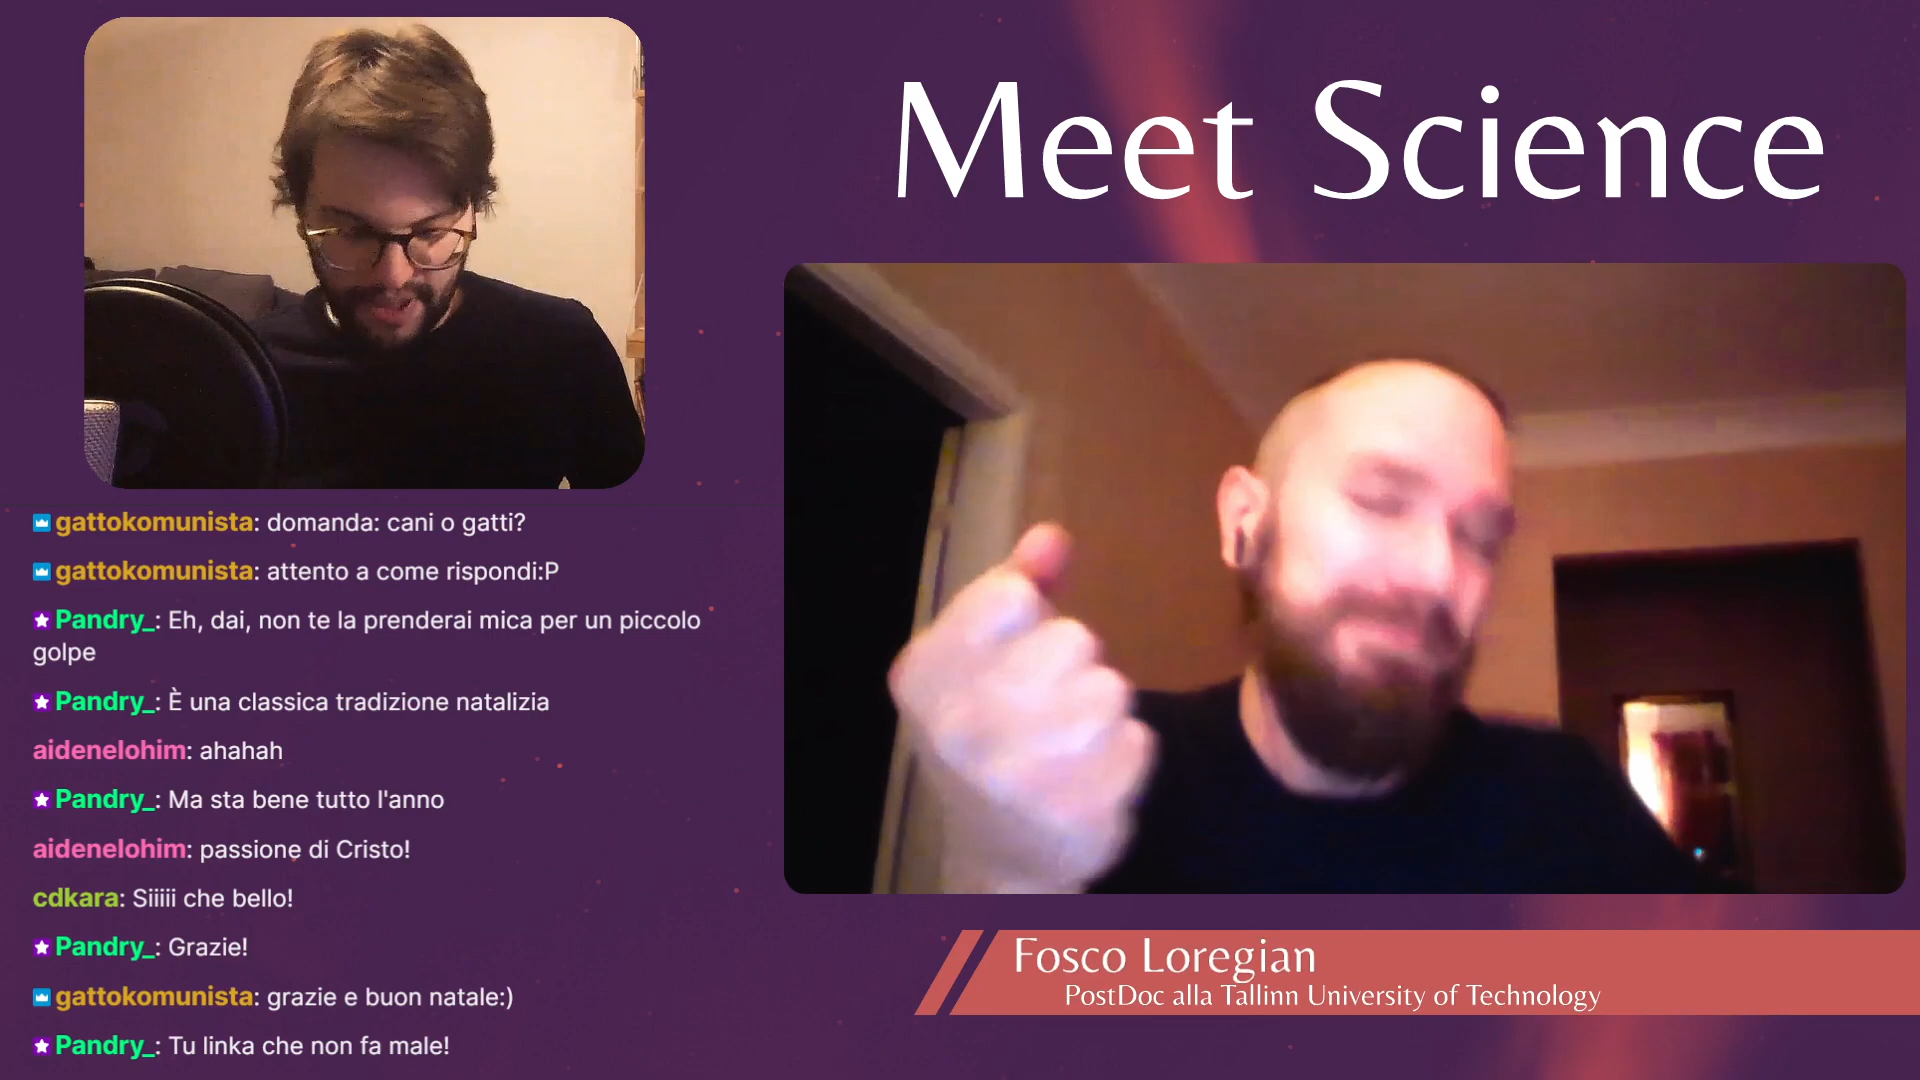 Meet Science
gattokomunista: domanda: cani o gatti?
gattokomunista: attento a come rispondi:P
Pandry_: Eh, dai, non te la prenderai mica per un piccolo
golpe
Pandry_: È una classica tradizione natalizia
aidenelohim: ahahah
Pandry_: Ma sta bene tutto l'anno
aidenelohim: passione di Cristo!
cdkara: Siiiii che bello!
Pandry_: Grazie!
gattokomunista: grazie e buon natale:)
Pandry_: Tu linka che non fa male!
Fosco Loregian
PostDoc alla Tallinn University of Technology